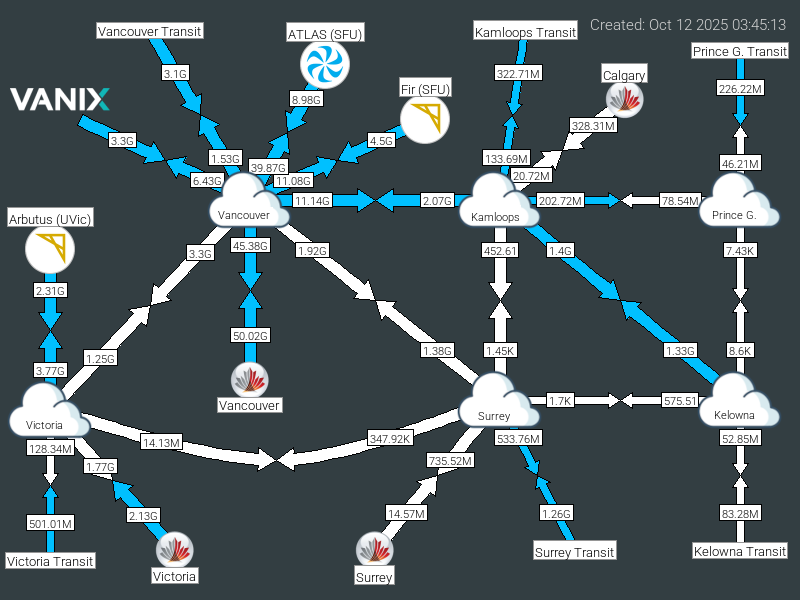 Created: Oct 12 2025 03:45:13
Vancouver Transit
ATLAS (SFU)
Kamloops Transit
Prince G. Transit
3.1G
322.71M
Calgary
226.22M
VANIX
8.98G
Fir (SFU)
328.31M
3.3G
4.5G
1.53G
133.69M
46.21M
39.87G
20.72M
6.43G
11.08G
11.14G
2.07G
202.72M
78.54M
Vancouver
Kamloops
Prince G.
Arbutus (UVic)
3.3G
45.38G
1.92G
452.61
1.4G
7.43K
2.31G
50.02G
1.25G
1.38G
1.45K
1.33G
8.6K
3.77G
Vancouver
1.7K
575.51
Victoria
Surrey
Kelowna
128.34M
14.13M
347.92K
533.76M
52.85M
1.77G
735.52M
501.01M
2.13G
14.57M
1.26G
83.28M
Victoria Transit
Victoria
Surrey
Surrey Transit
Kelowna Transit